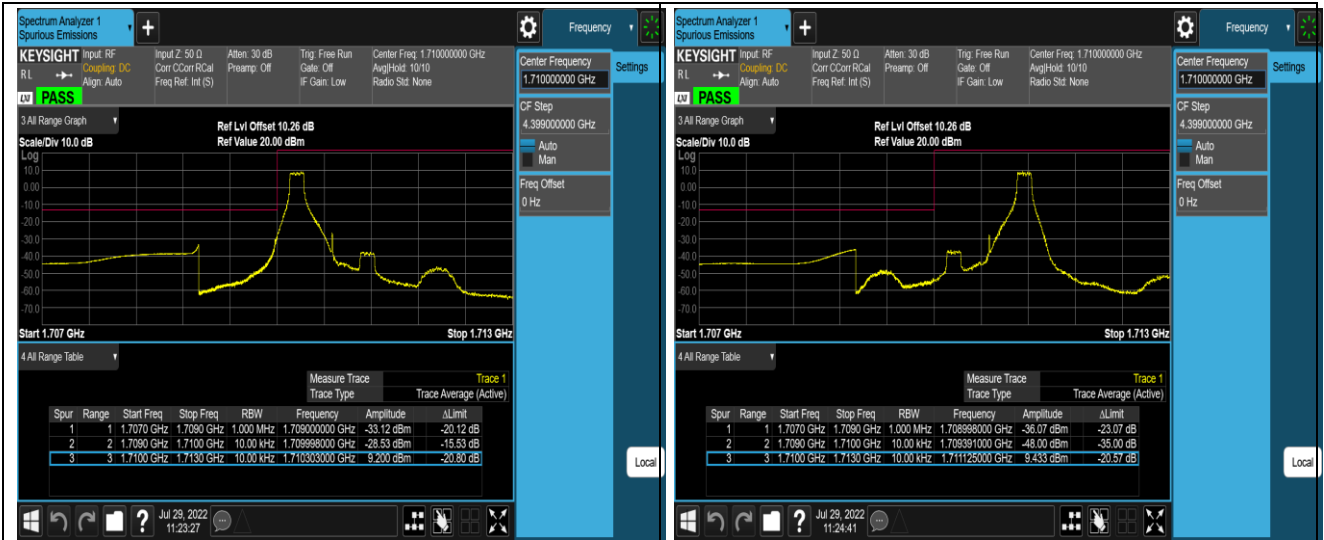 Spectrum Analyzer 1
Spurious Emissions
+
Frequency
KEYSIGHT
RL
LXI PASS
Input: RF
Coupling: DC
Align: Auto
Input Z: 50 Ω
Corr CCorr RCal
Freq Ref: Int (S)
Atten: 30 dB
Preamp: Off
Trig: Free Run
Gate: Off
IF Gain: Low
Center Freq: 1.710000000 GHz
Avg|Hold: 10/10
Radio Std: None
Center Frequency
1.710000000 GHz
Settings
CF Step
4.399000000 GHz
Auto
Man
Freq Offset
0 Hz
3 All Range Graph
Scale/Div 10.0 dB
Ref Lvl Offset 10.26 dB
Ref Value 20.00 dBm
Log
10.0
0.00
-10.0
-20.0
-30.0
-40.0
-50.0
-60.0
-70.0
Start 1.707 GHz Stop 1.713 GHz
4 All Range Table
Measure Trace Trace 1
Trace Type Trace Average (Active)
Spur Range Start Freq Stop Freq RBW Frequency Amplitude ΔLimit
1 1 1.7070 GHz 1.7090 GHz 1.000 MHz 1.709000000 GHz -33.12 dBm -20.12 dB
2 2 1.7090 GHz 1.7100 GHz 10.00 kHz 1.709998000 GHz -28.53 dBm -15.53 dB
3 3 1.7100 GHz 1.7130 GHz 10.00 kHz 1.710303000 GHz 9.200 dBm -20.80 dB
Local
?
Jul 29, 2022
11:23:27
Spectrum Analyzer 1
Spurious Emissions
+
Frequency
KEYSIGHT
RL
LXI PASS
Input: RF
Coupling: DC
Align: Auto
Input Z: 50 Ω
Corr CCorr RCal
Freq Ref: Int (S)
Atten: 30 dB
Preamp: Off
Trig: Free Run
Gate: Off
IF Gain: Low
Center Freq: 1.710000000 GHz
Avg|Hold: 10/10
Radio Std: None
Center Frequency
1.710000000 GHz
Settings
CF Step
4.399000000 GHz
Auto
Man
Freq Offset
0 Hz
3 All Range Graph
Scale/Div 10.0 dB
Ref Lvl Offset 10.26 dB
Ref Value 20.00 dBm
Log
10.0
0.00
-10.0
-20.0
-30.0
-40.0
-50.0
-60.0
-70.0
Start 1.707 GHz Stop 1.713 GHz
4 All Range Table
Measure Trace Trace 1
Trace Type Trace Average (Active)
Spur Range Start Freq Stop Freq RBW Frequency Amplitude ΔLimit
1 1 1.7070 GHz 1.7090 GHz 1.000 MHz 1.708998000 GHz -36.07 dBm -23.07 dB
2 2 1.7090 GHz 1.7100 GHz 10.00 kHz 1.709391000 GHz -48.00 dBm -35.00 dB
3 3 1.7100 GHz 1.7130 GHz 10.00 kHz 1.711125000 GHz 9.433 dBm -20.57 dB
Local
?
Jul 29, 2022
11:24:41